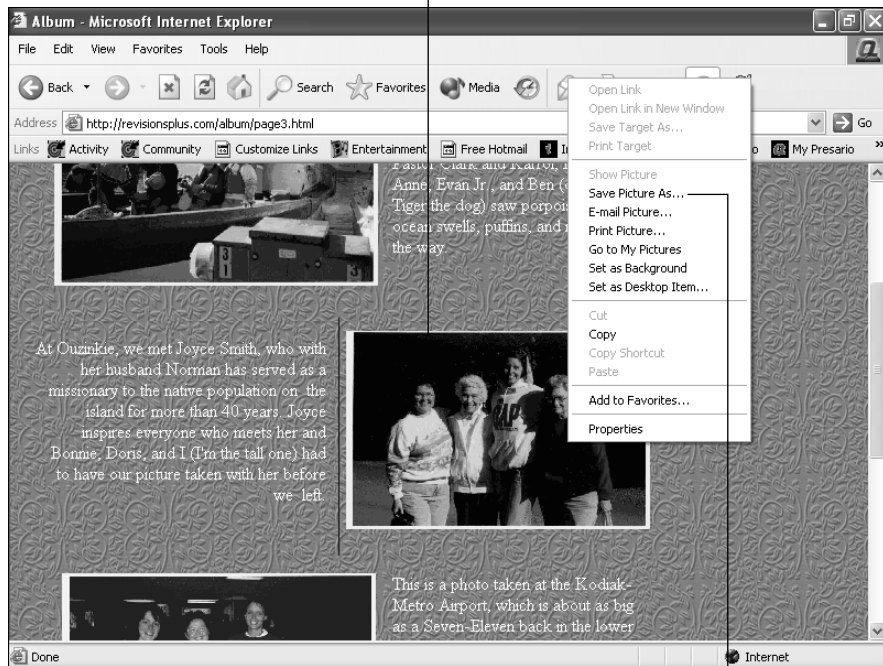 Album - Microsoft Internet Explorer
File Edit View Favorites Tools Help
Back Search Favorites Media
Address http://revisionsplus.com/album/page3.html Go
Links Activity Community Customize Links Entertainment Free Hotmail My Presario »
Open Link
Open Link in New Window
Save Target As...
Print Target
Show Picture
Save Picture As...
E-mail Picture...
Print Picture...
Go to My Pictures
Set as Background
Set as Desktop Item...
Cut
Copy
Copy Shortcut
Paste
Add to Favorites...
Properties
Pastor Clark and Karrol,
Anne, Evan Jr., and Ben
Tiger the dog) saw
ocean swells, puffins, and
the way.
31
3
GAP
At Ouzinkie, we met Joyce Smith, who with
her husband Norman has served as a
missionary to the native population on the
island for more than 40 years. Joyce
inspires everyone who meets her and
Bonnie, Doris, and I (I'm the tall one) had
to have our picture taken with her before
we left.
This is a photo taken at the Kodiak-
Metro Airport, which is about as big
as a Seven-Eleven back in the lower
Done Internet